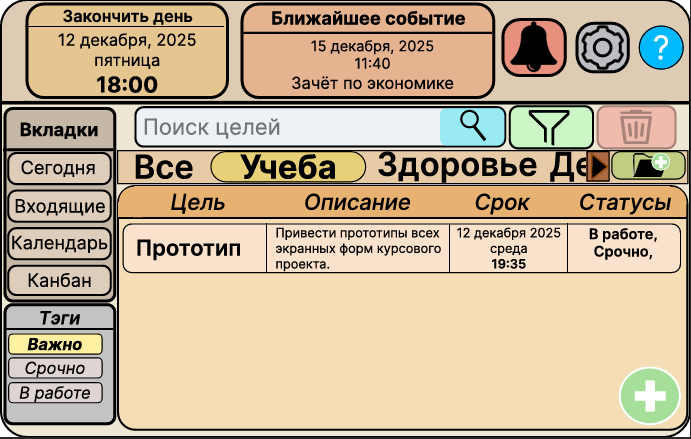 Закончить день
12 декабря, 2025
пятница
18:00
Ближайшее событие
15 декабря, 2025
11:40
Зачёт по экономике
?
Вкладки
Сегодня
Входящие
Календарь
Канбан
Тэги
Важно
Срочно
В работе
Поиск целей
Все Учеба Здоровье Де
Цель Описание Срок Статусы
Прототип
Привести прототипы всех
экранных форм курсового
проекта.
12 декабря 2025
среда
19:35
В работе,
Срочно,